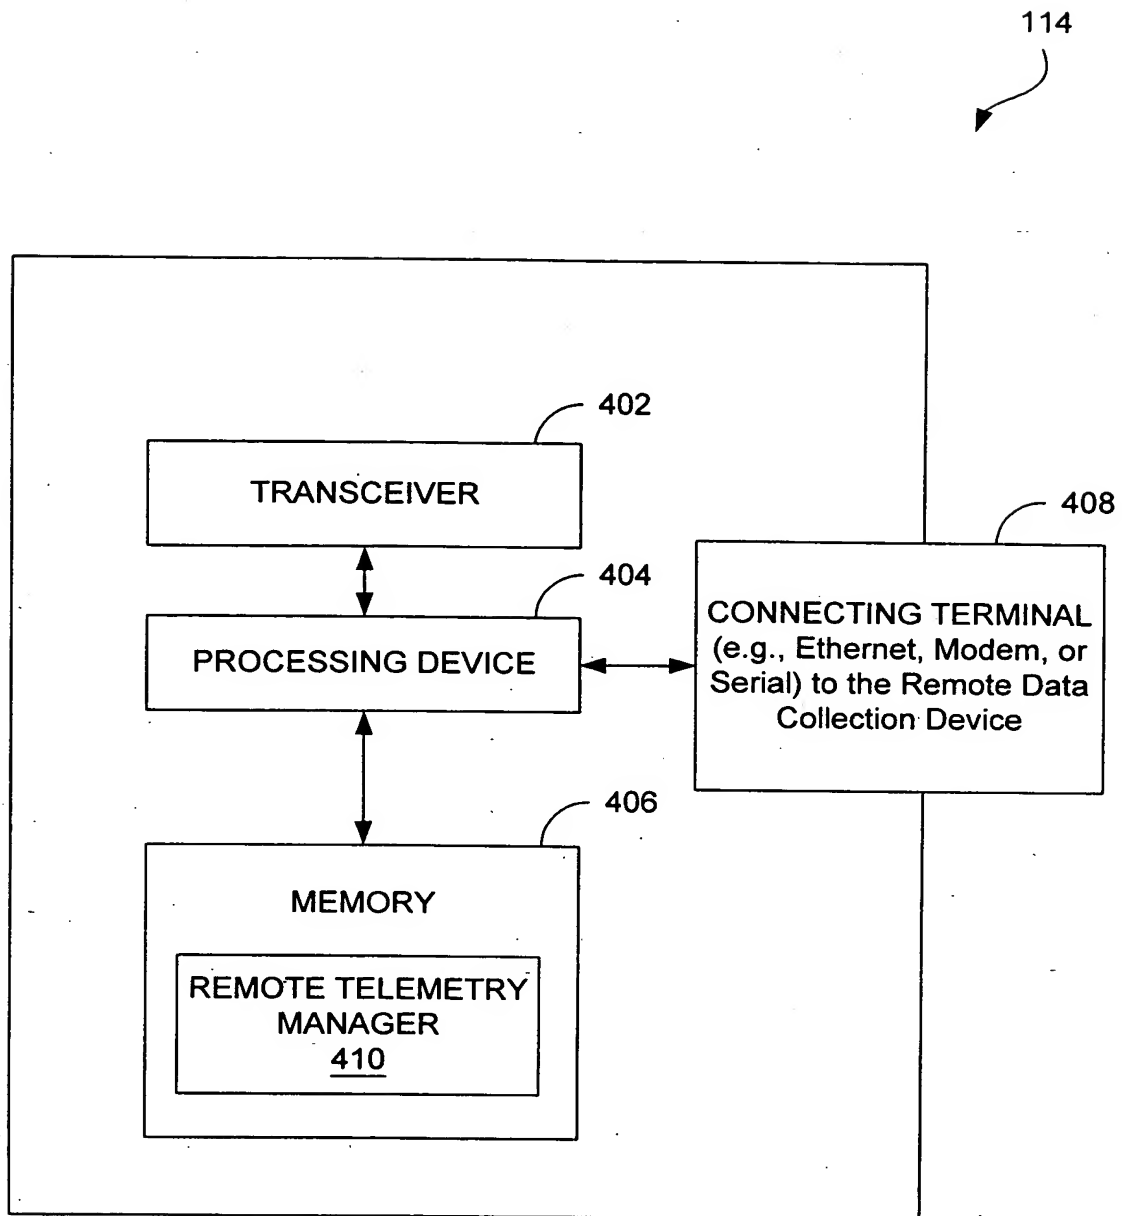 114
402
TRANSCEIVER
404
PROCESSING DEVICE
408
CONNECTING TERMINAL
(e.g., Ethernet, Modem, or
Serial) to the Remote Data
Collection Device
406
MEMORY
REMOTE TELEMETRY
MANAGER
410